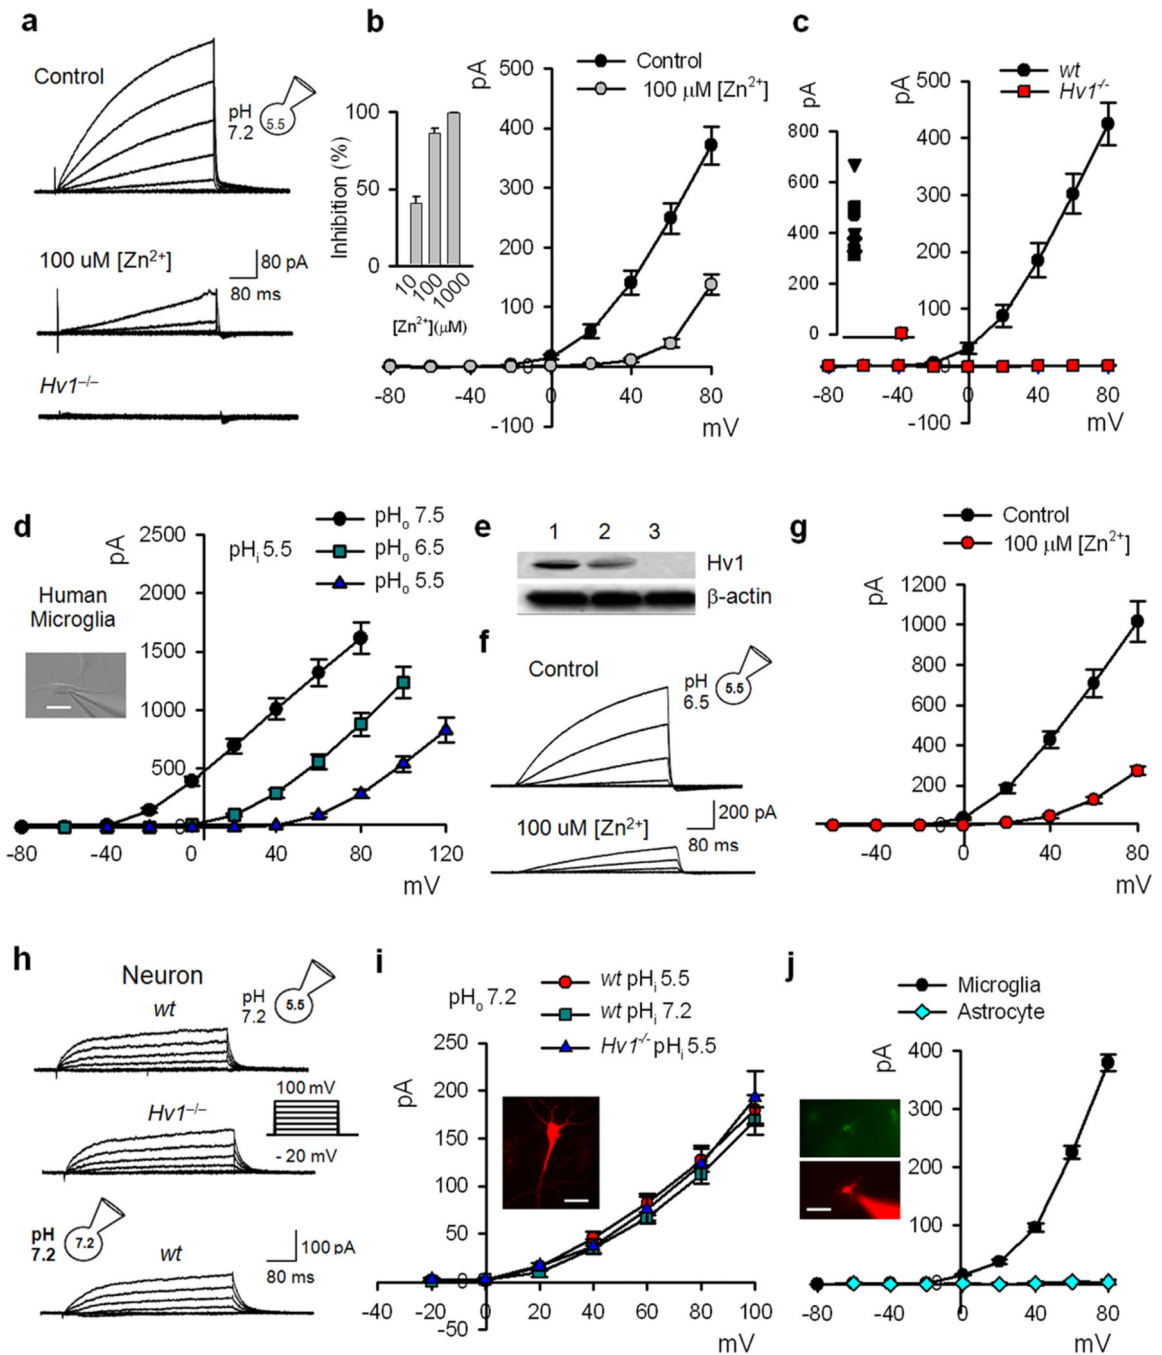 a
Control
pH
7.2
5.5
100 uM [Zn2+]
80 pA
80 ms
Hv1–/–
b
Control
100 μM [Zn2+]
pA
500
400
300
200
100
0
-100
-80
-40
0
40
80
mV
Inhibition (%)
100
50
0
10
100
1000
[Zn2+](μM)
c
wt
Hv1-/-
pA
800
600
400
200
0
pA
500
400
300
200
100
0
-100
-80
-40
0
40
80
mV
d
pHo 7.5
pHo 6.5
pHo 5.5
pHi 5.5
pA
2500
2000
1500
1000
500
0
-80
-40
0
40
80
120
mV
Human
Microglia
e
1 2 3
Hv1
β-actin
f
Control
pH
6.5
5.5
200 pA
80 ms
100 uM [Zn2+]
g
Control
100 μM [Zn2+]
pA
1200
1000
800
600
400
200
0
-40
0
40
80
mV
h
Neuron
wt
pH
7.2
5.5
Hv1–/–
100 mV
- 20 mV
pH
7.2
7.2
wt
100 pA
80 ms
i
pHo 7.2
wt pHi 5.5
wt pHi 7.2
Hv1-/- pHi 5.5
pA
250
200
150
100
50
0
-50
-40
-20
0
20
40
60
80
100
mV
j
Microglia
Astrocyte
pA
400
300
200
100
0
-80
-40
0
40
80
mV